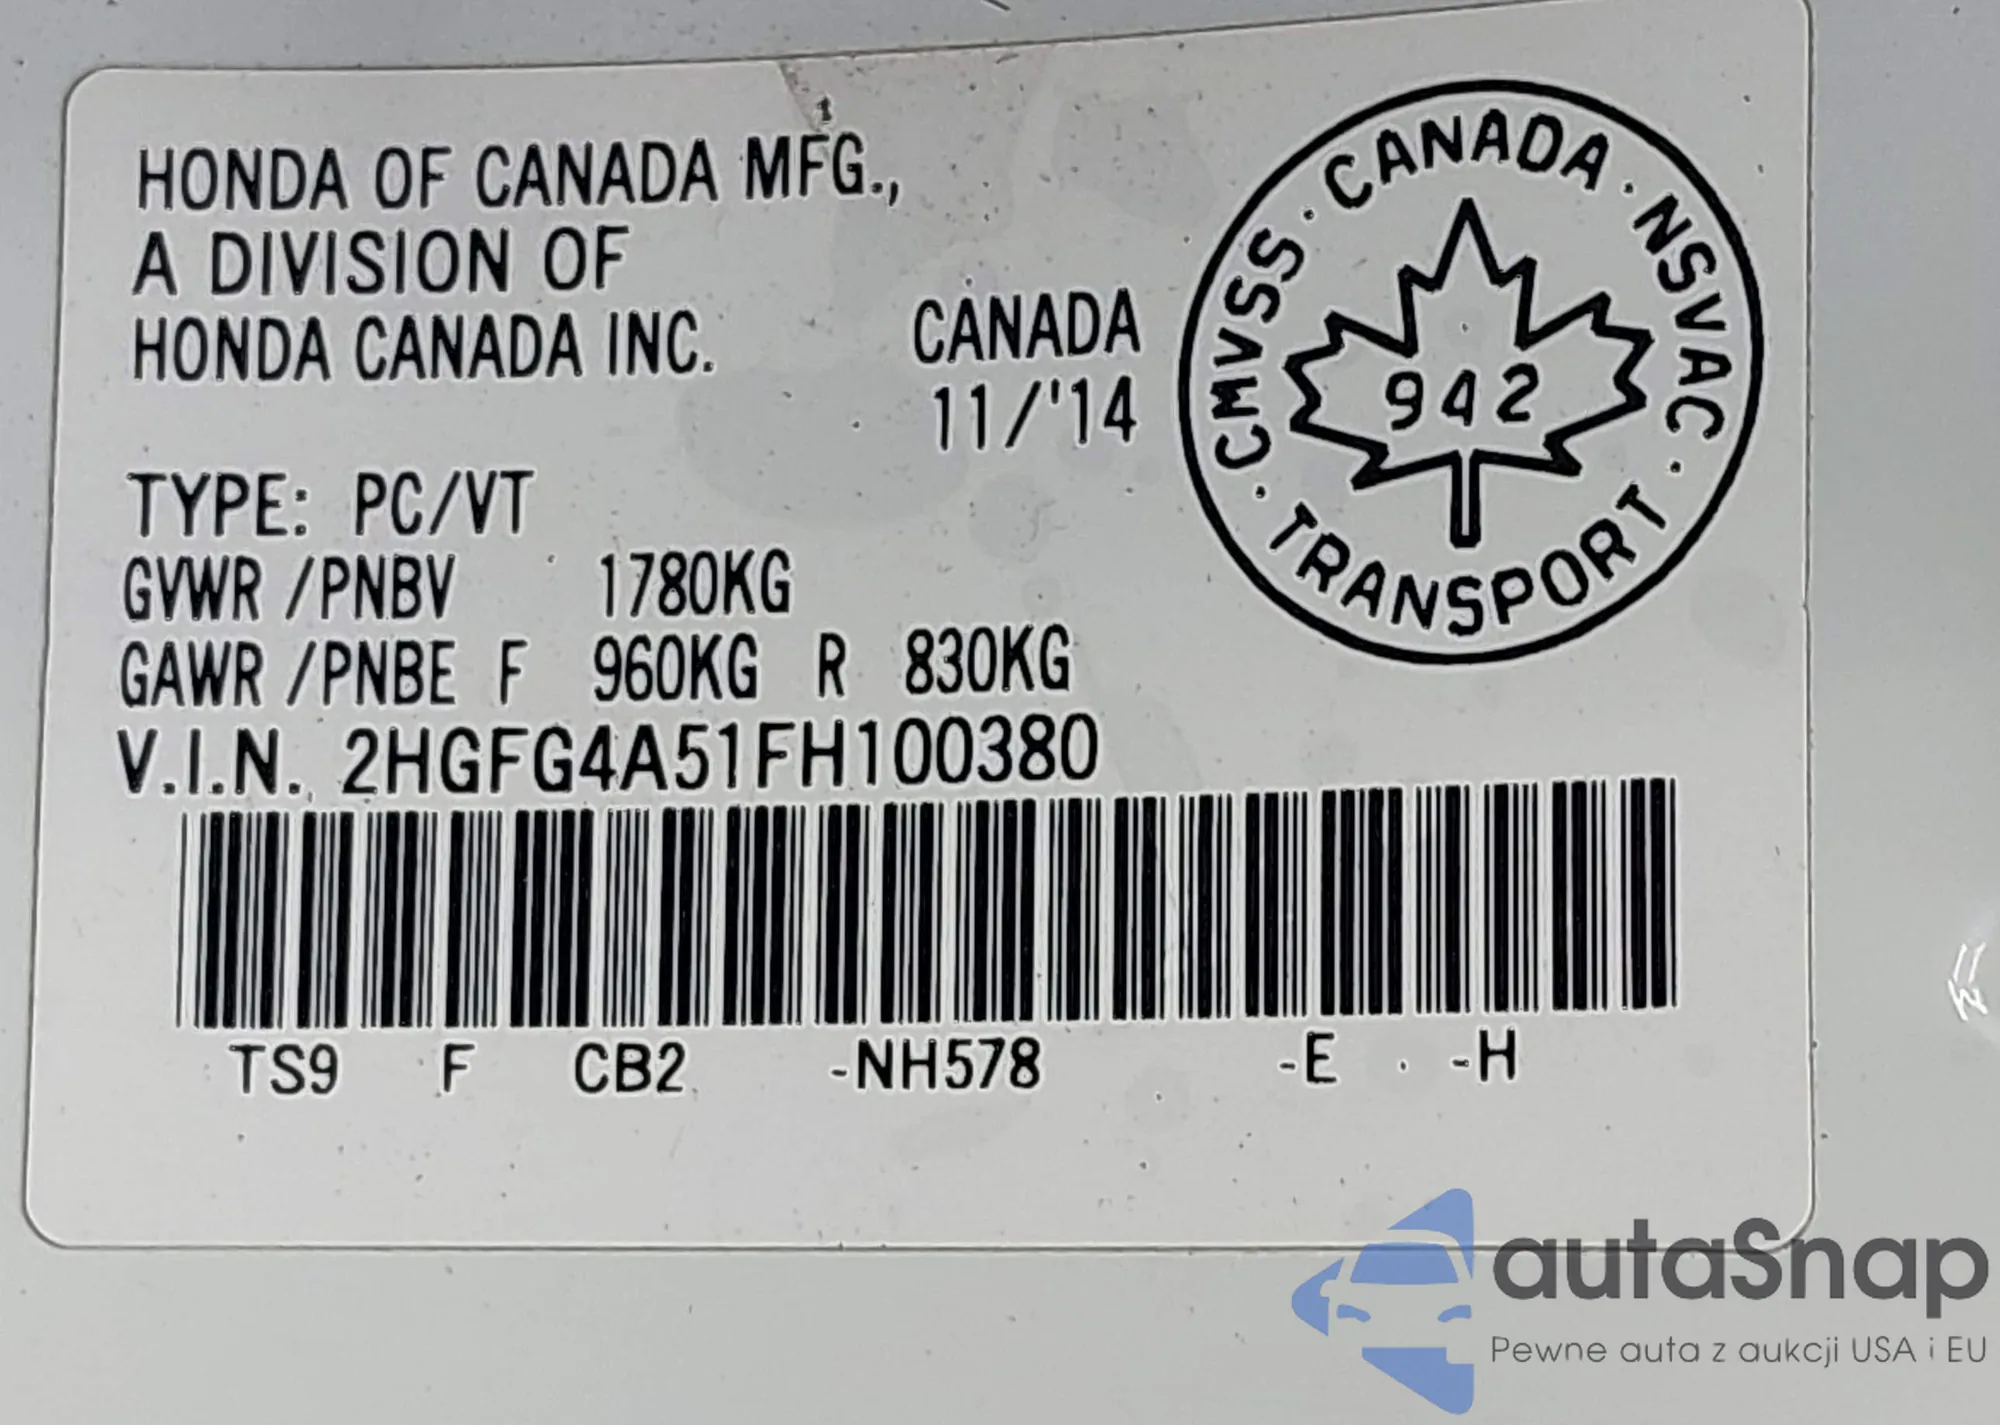 HONDA OF CANADA MFG.,
A DIVISION OF
HONDA CANADA INC.
CANADA
11/'14
CMVSS · CANADA · NSVAC · TRANSPORT ·
942
TYPE: PC/VT
GVWR /PNBV 1780KG
GAWR /PNBE F 960KG R 830KG
V.I.N. 2HGFG4A51FH100380
TS9 F CB2 -NH578 -E -H
autaSnap
Pewne auta z aukcji USA i EU